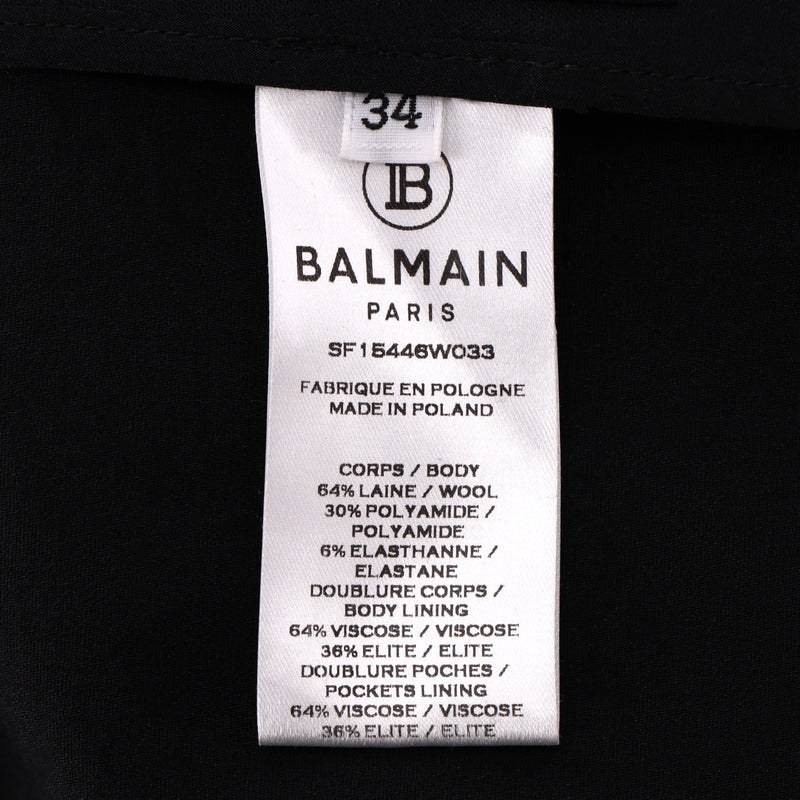 34
B
BALMAIN
PARIS
SF15446W033
FABRIQUE EN POLOGNE
MADE IN POLAND
CORPS / BODY
64% LAINE / WOOL
30% POLYAMIDE /
POLYAMIDE
6% ELASTHANNE /
ELASTANE
DOUBLURE CORPS /
BODY LINING
64% VISCOSE / VISCOSE
36% ELITE / ELITE
DOUBLURE POCHES /
POCKETS LINING
64% VISCOSE / VISCOSE
36% ELITE / ELITE